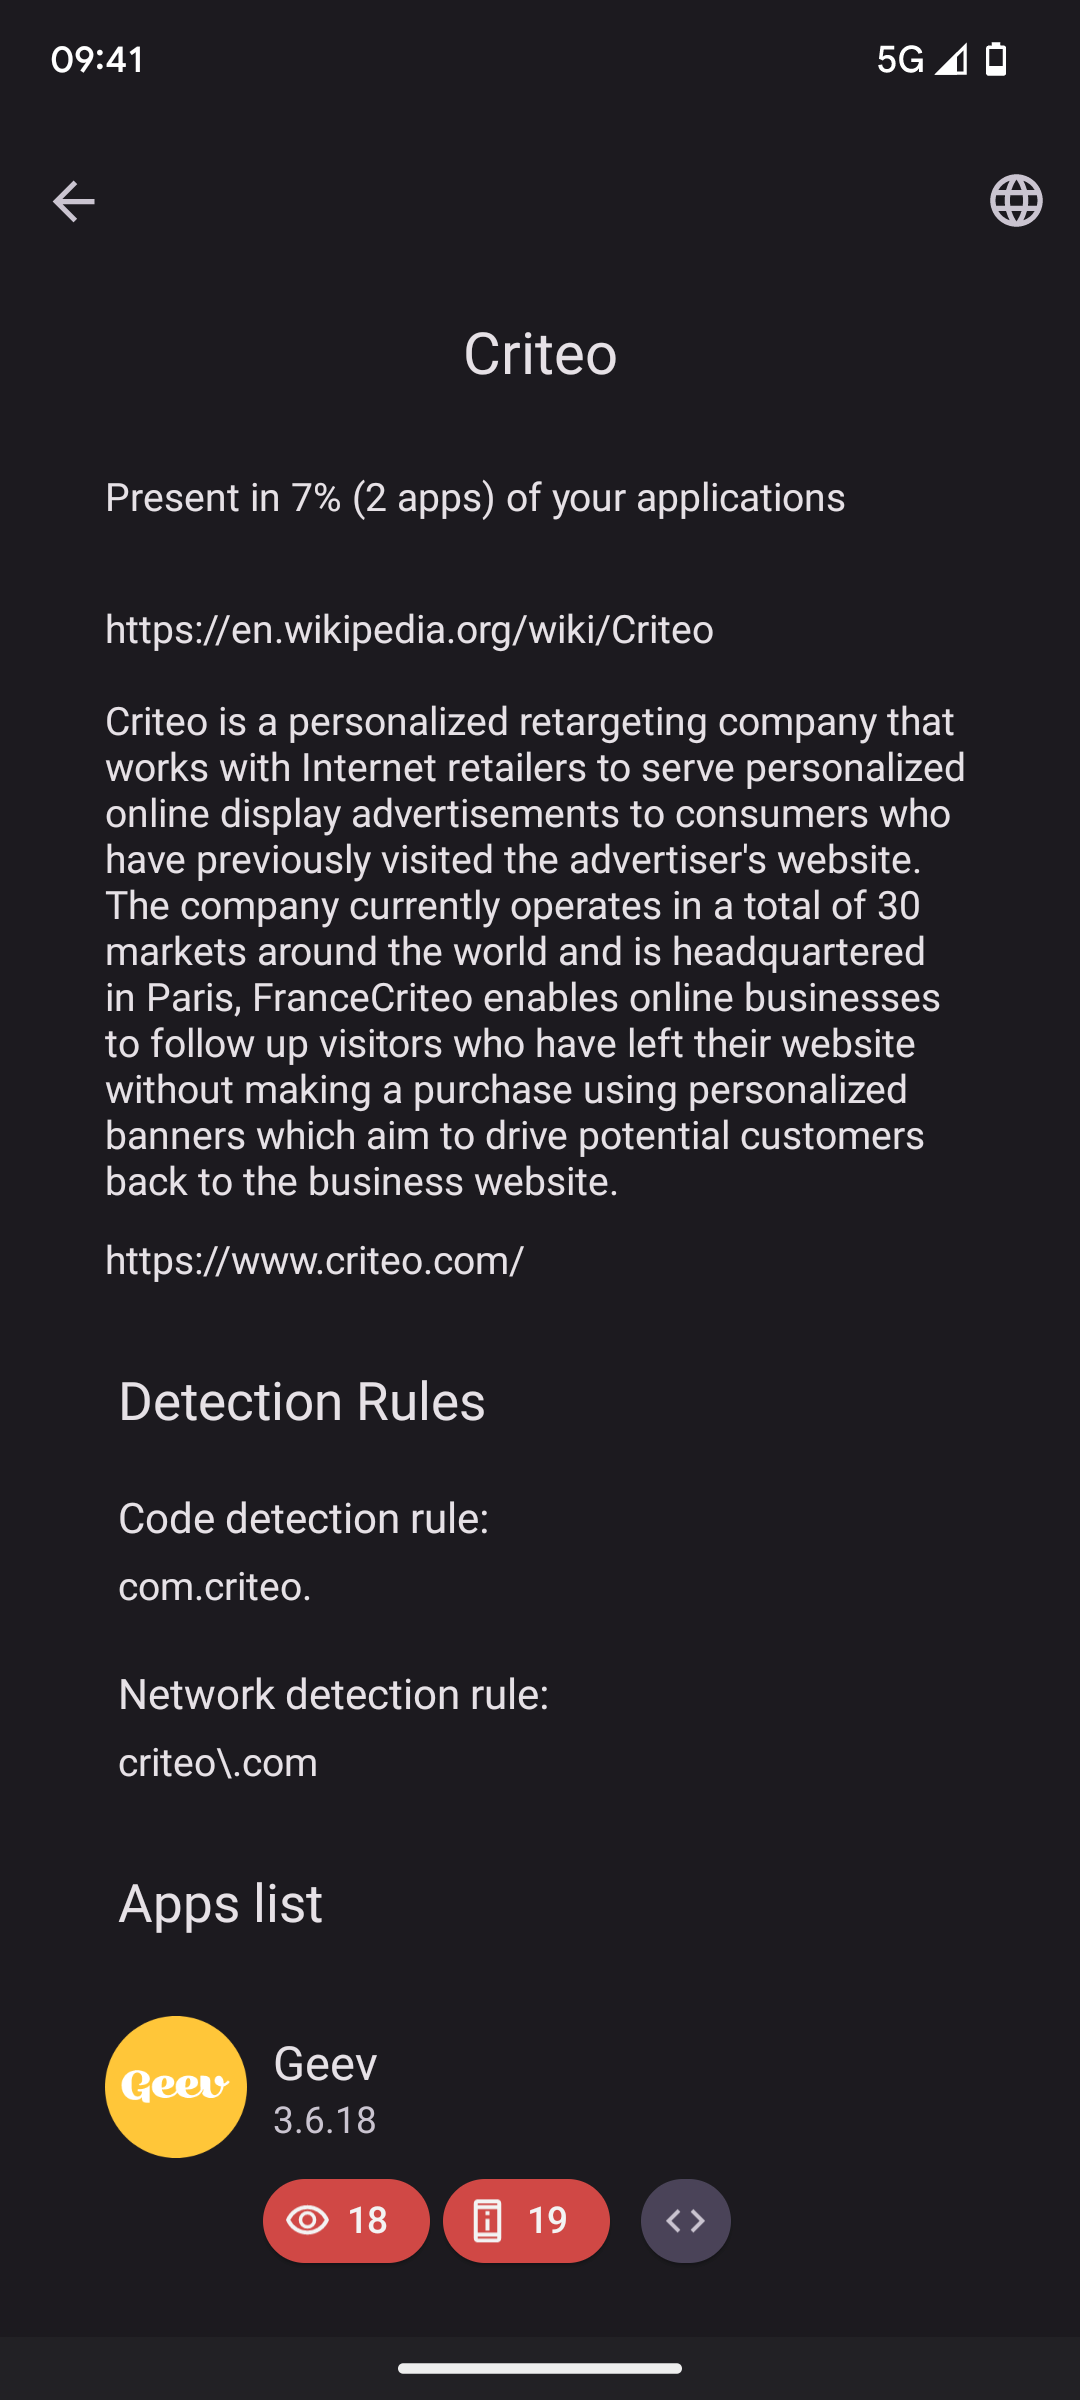 09:41
5G
Criteo
Present in 7% (2 apps) of your applications
https://en.wikipedia.org/wiki/Criteo
Criteo is a personalized retargeting company that
works with Internet retailers to serve personalized
online display advertisements to consumers who
have previously visited the advertiser's website.
The company currently operates in a total of 30
markets around the world and is headquartered
in Paris, FranceCriteo enables online businesses
to follow up visitors who have left their website
without making a purchase using personalized
banners which aim to drive potential customers
back to the business website.
https://www.criteo.com/
Detection Rules
Code detection rule:
com.criteo.
Network detection rule:
criteo\.com
Apps list
Geev
Geev
3.6.18
18
19